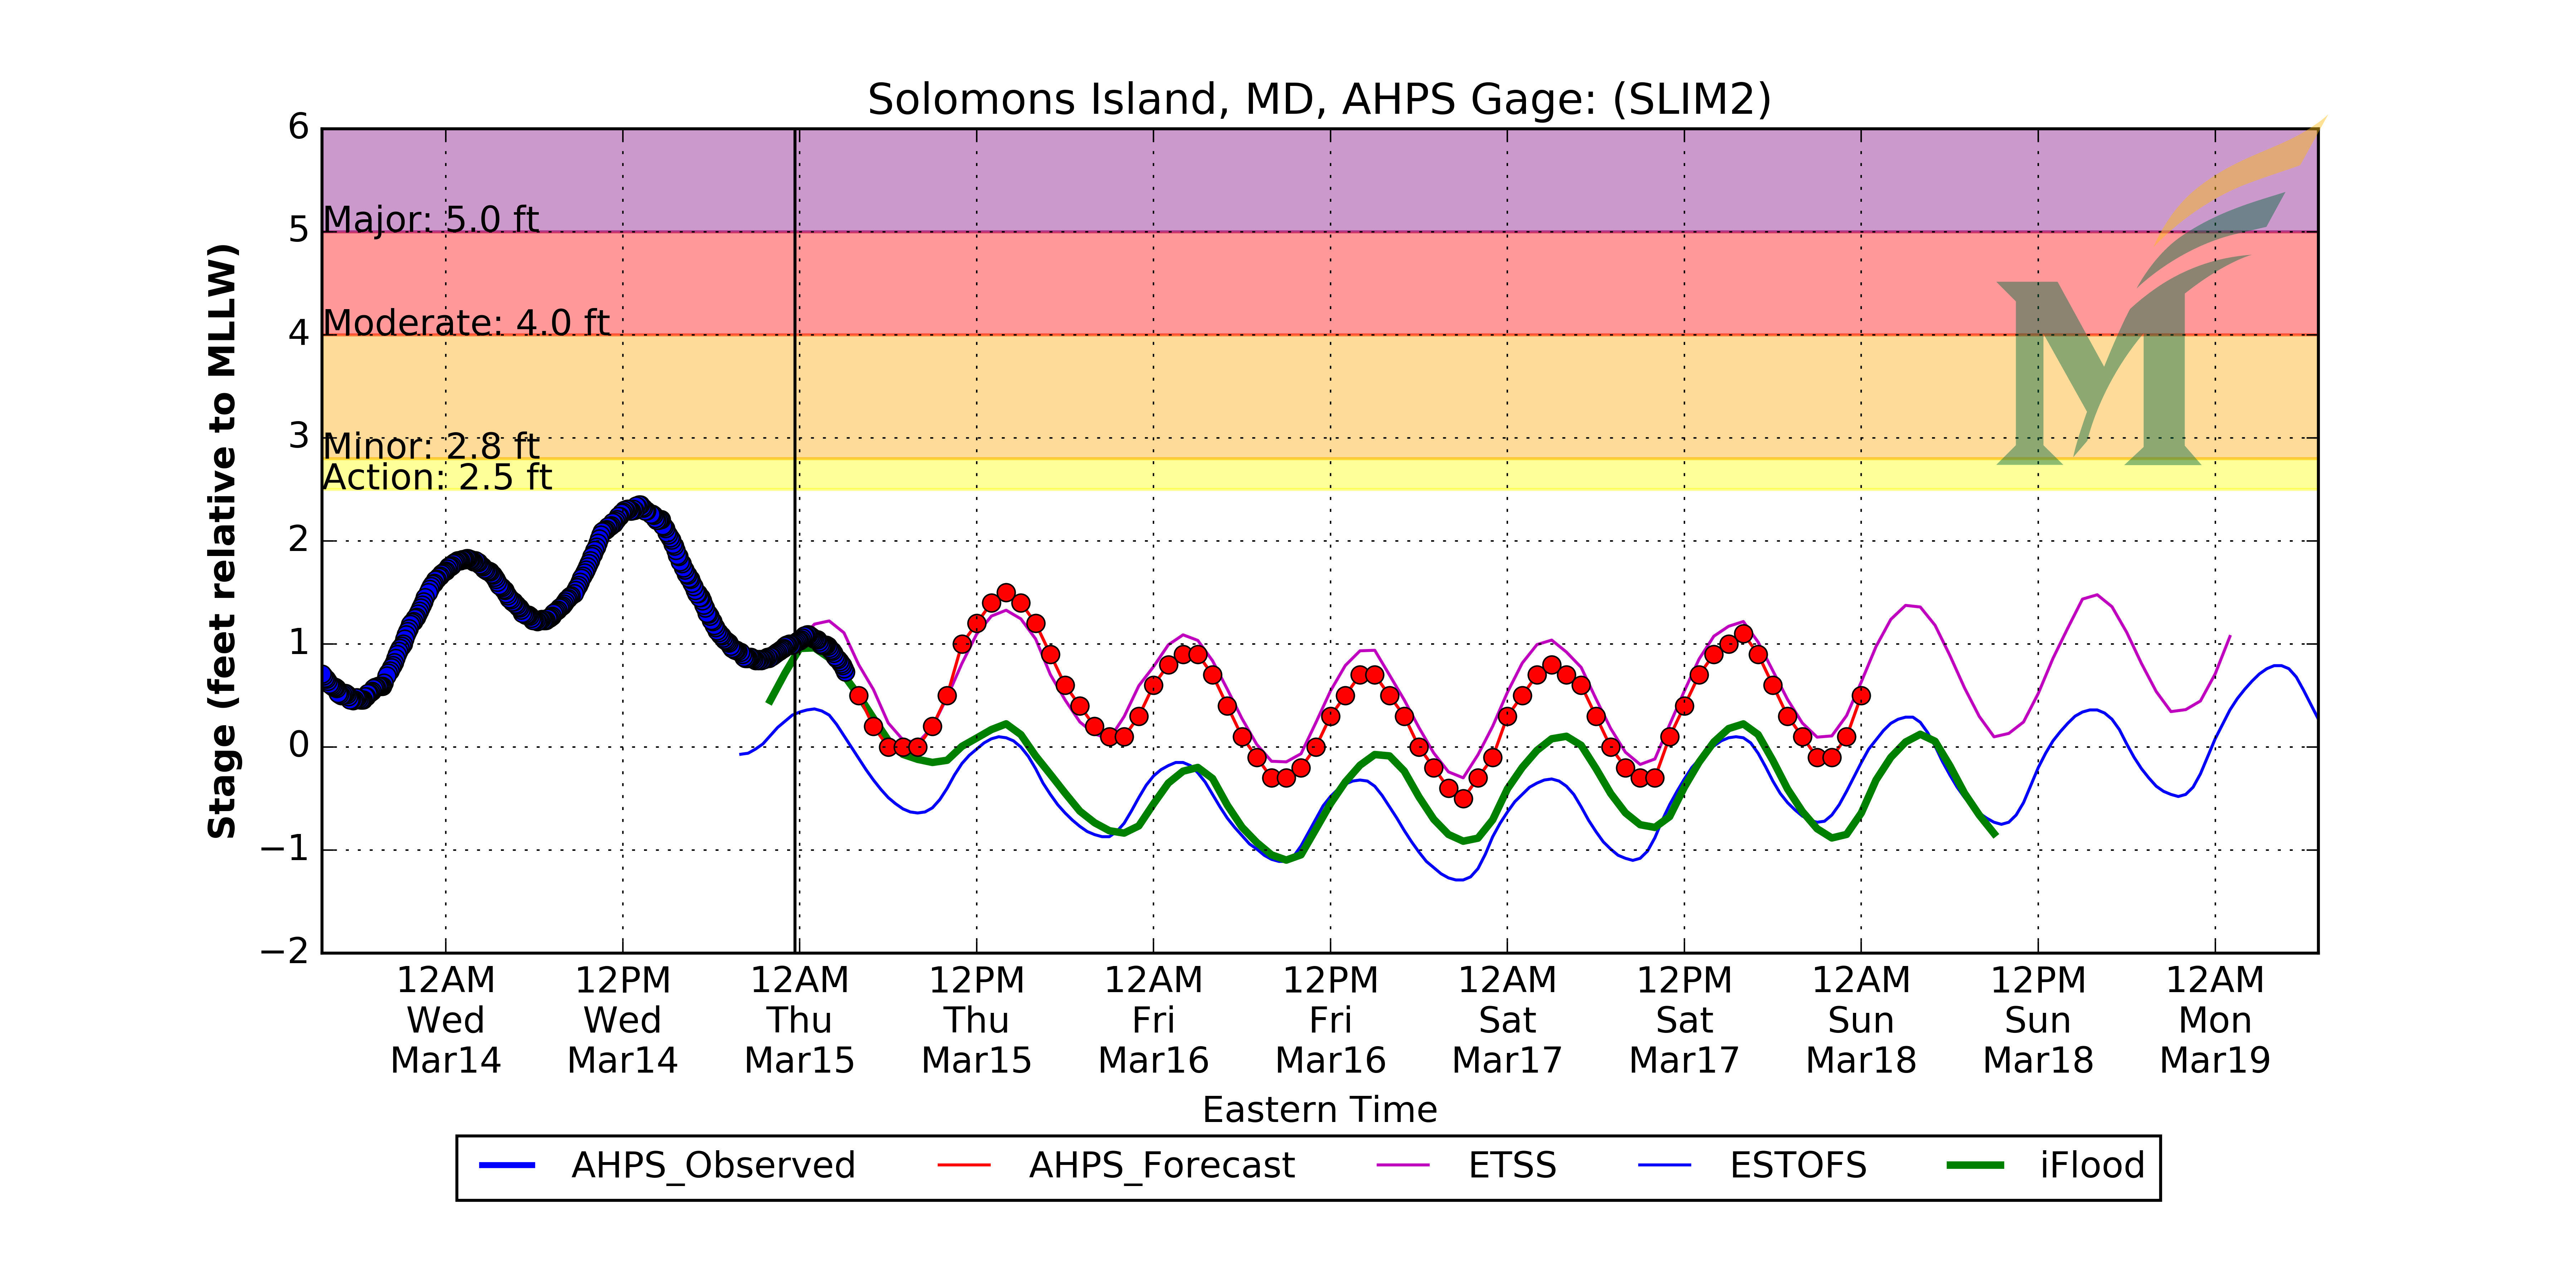 Solomons Island, MD, AHPS Gage: (SLIM2)
Stage (feet relative to MLLW)
6
5
4
3
2
1
0
−1
−2
Major: 5.0 ft
Moderate: 4.0 ft
Minor: 2.8 ft
Action: 2.5 ft
M
12AM Wed Mar14
12PM Wed Mar14
12AM Thu Mar15
12PM Thu Mar15
12AM Fri Mar16
12PM Fri Mar16
12AM Sat Mar17
12PM Sat Mar17
12AM Sun Mar18
12PM Sun Mar18
12AM Mon Mar19
Eastern Time
AHPS_Observed AHPS_Forecast ETSS ESTOFS iFlood